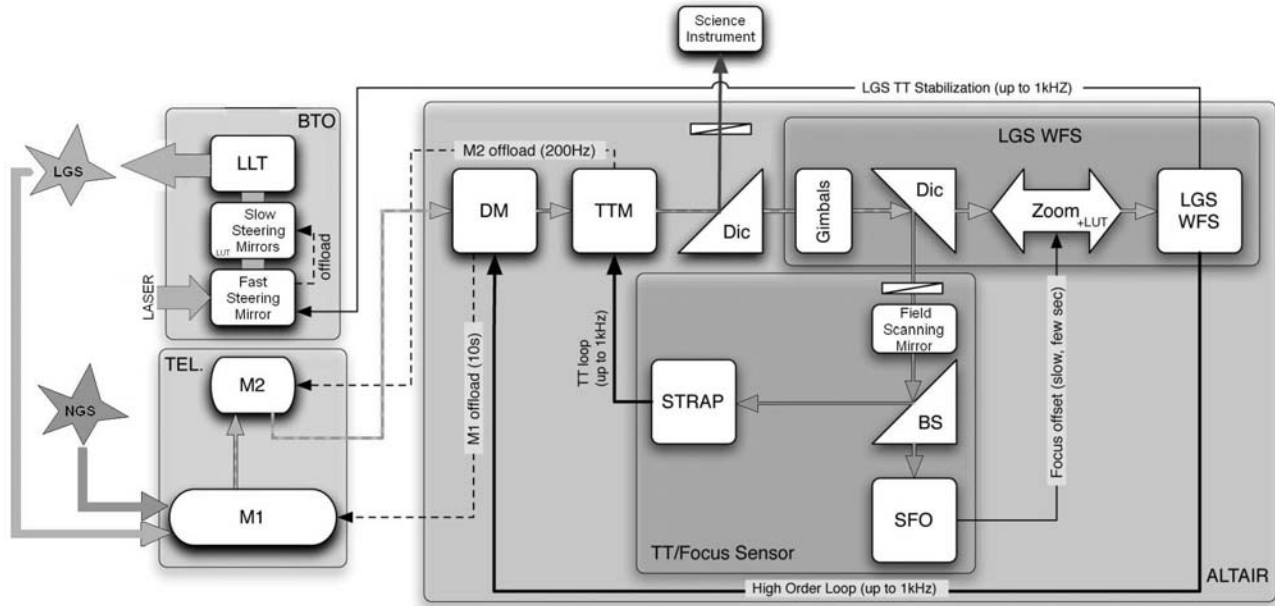 Science
Instrument
LGS TT Stabilization (up to 1kHZ)
BTO
LGS
LLT
Slow
Steering
Mirrors
LUT
offload
Fast
Steering
Mirror
LASER
M2 offload (200Hz)
LGS WFS
DM
TTM
Dic
Gimbals
Dic
Zoom
+LUT
LGS
WFS
TEL.
M2
NGS
M1
M1 offload (10s)
TT loop
(up to 1kHz)
Field
Scanning
Mirror
STRAP
BS
SFO
Focus offset (slow, few sec)
TT/Focus Sensor
High Order Loop (up to 1kHz)
ALTAIR